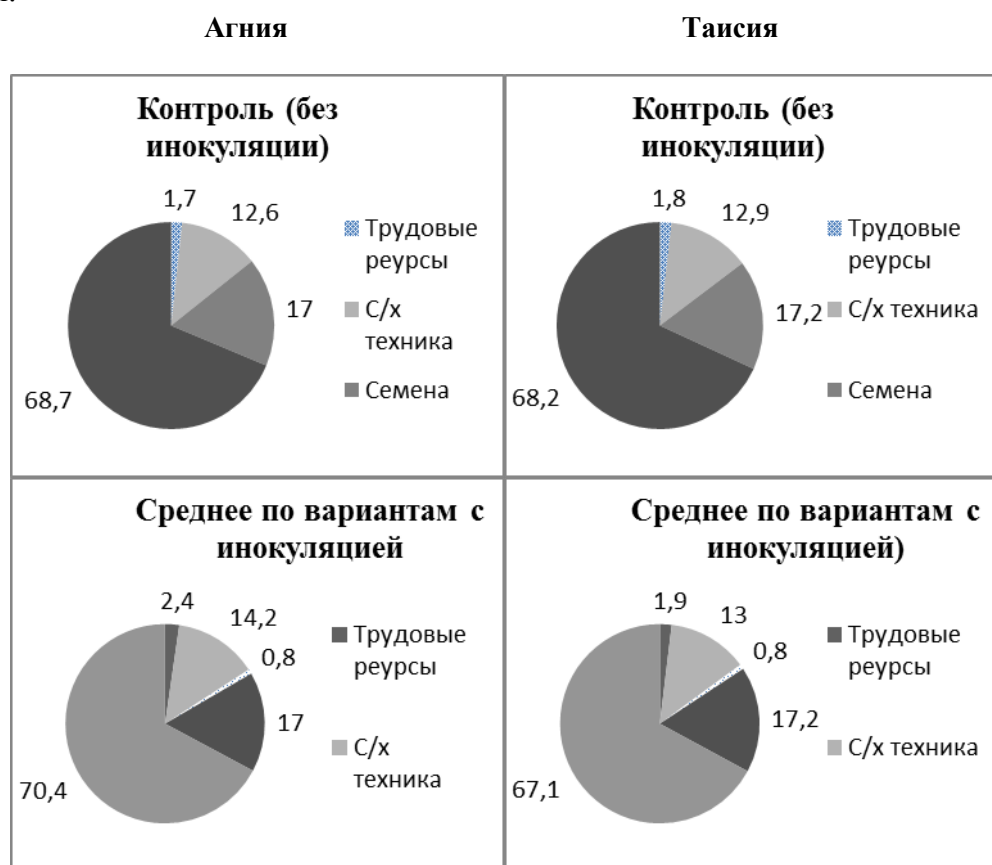 Агния
Таисия
Контроль (без
инокуляции)
1,7
12,6
17
68,7
Трудовые
реурсы
С/х
техника
Семена
Контроль (без
инокуляции)
1,8
12,9
17,2
68,2
Трудовые
реурсы
С/х техника
Семена
Среднее по вариантам с
инокуляцией
2,4
14,2
0,8
17
70,4
Трудовые
реурсы
С/х
техника
Среднее по вариантам с
инокуляцией)
1,9
13
0,8
17,2
67,1
Трудовые
реурсы
С/х техника